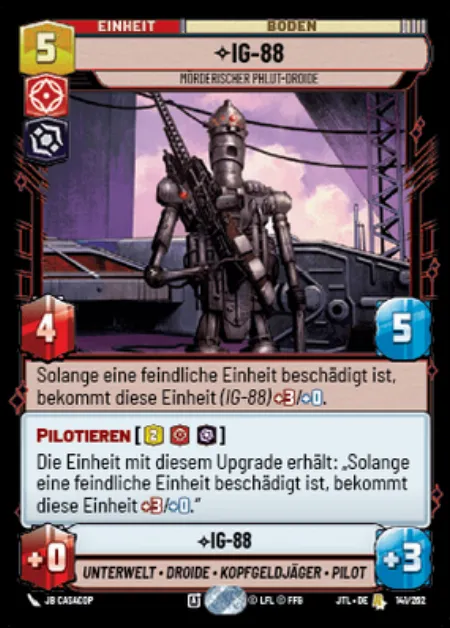 EINHEIT
BODEN
5
IG-88
MÖRDERISCHER PHLUT-DROIDE
4
5
Solange eine feindliche Einheit beschädigt ist,
bekommt diese Einheit (IG-88) +3/+0.
PILOTIEREN [2]
Die Einheit mit diesem Upgrade erhält: „Solange
eine feindliche Einheit beschädigt ist, bekommt
diese Einheit +3/+0.“
IG-88
+0
+3
UNTERWELT • DROIDE • KOPFGELDJÄGER • PILOT
JB CASACOP
© LFL © FFG
JTL • DE
141/262